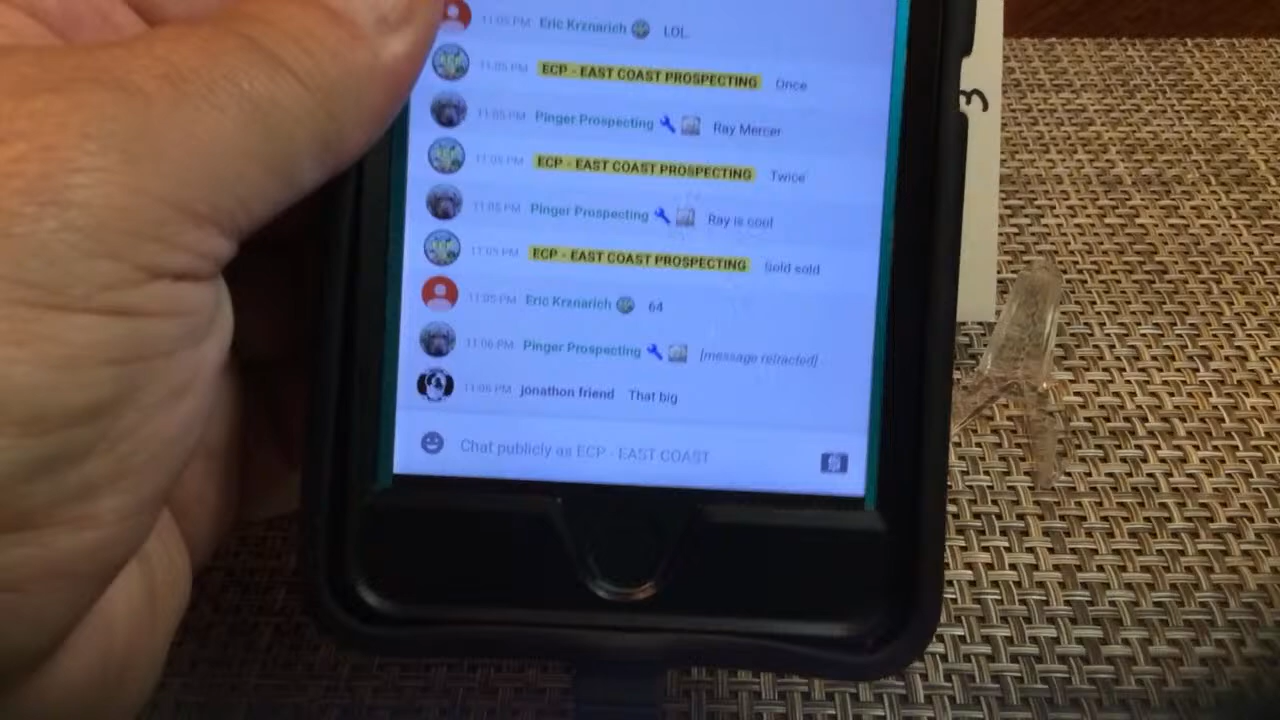 11:05 PM Eric Krznarich LOL
11:05 PM ECP - EAST COAST PROSPECTING Once
11:05 PM Pinger Prospecting Ray Mercer
11:05 PM ECP - EAST COAST PROSPECTING Twice
11:05 PM Pinger Prospecting Ray is cool
11:05 PM ECP - EAST COAST PROSPECTING Gold sold
11:05 PM Eric Krznarich 64
11:06 PM Pinger Prospecting [message retracted]
11:06 PM jonathon friend That big
Chat publicly as ECP - EAST COAST
3